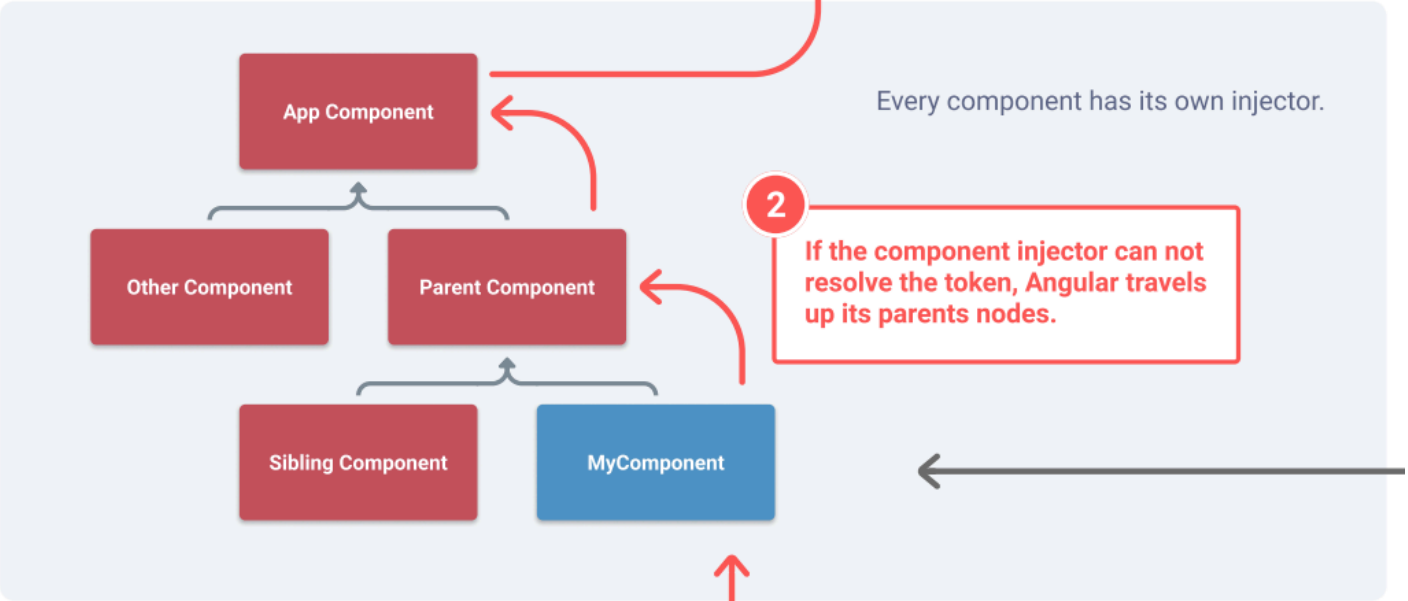 App Component
Every component has its own injector.
2
If the component injector can not
resolve the token, Angular travels
up its parents nodes.
Other Component
Parent Component
Sibling Component
MyComponent